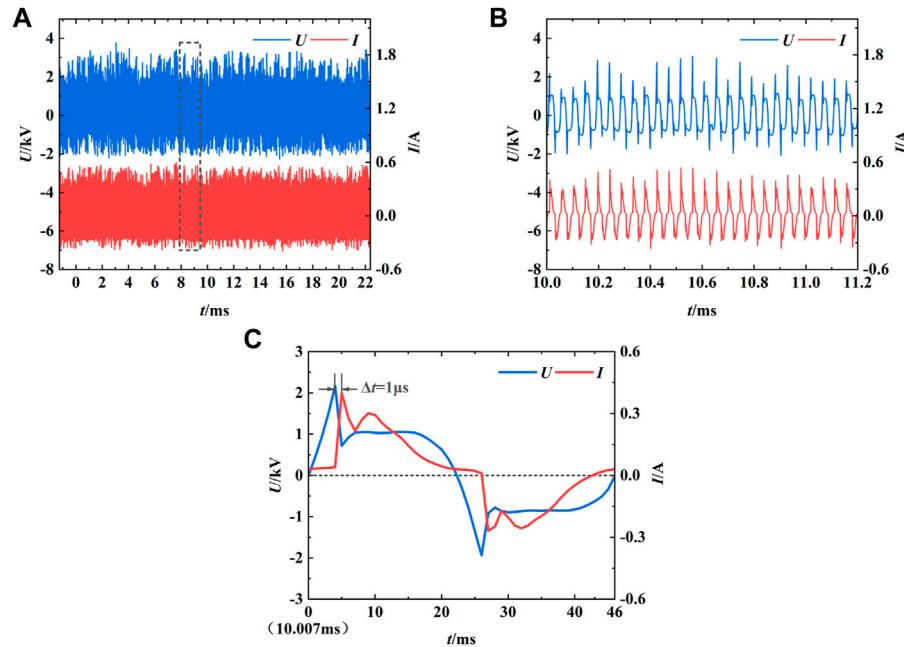 A
U I
4
2
0
-2
-4
-6
-8
U/kV
1.8
1.2
0.6
0.0
-0.6
I/A
0 2 4 6 8 10 12 14 16 18 20 22
t/ms
B
U I
4
2
0
-2
-4
-6
-8
U/kV
1.8
1.2
0.6
0.0
-0.6
I/A
10.0 10.2 10.4 10.6 10.8 11.0 11.2
t/ms
C
U I
Δt=1μs
3
2
1
0
-1
-2
-3
U/kV
0.6
0.3
0.0
-0.3
-0.6
I/A
0 10 20 30 40 46
（10.007ms）
t/ms